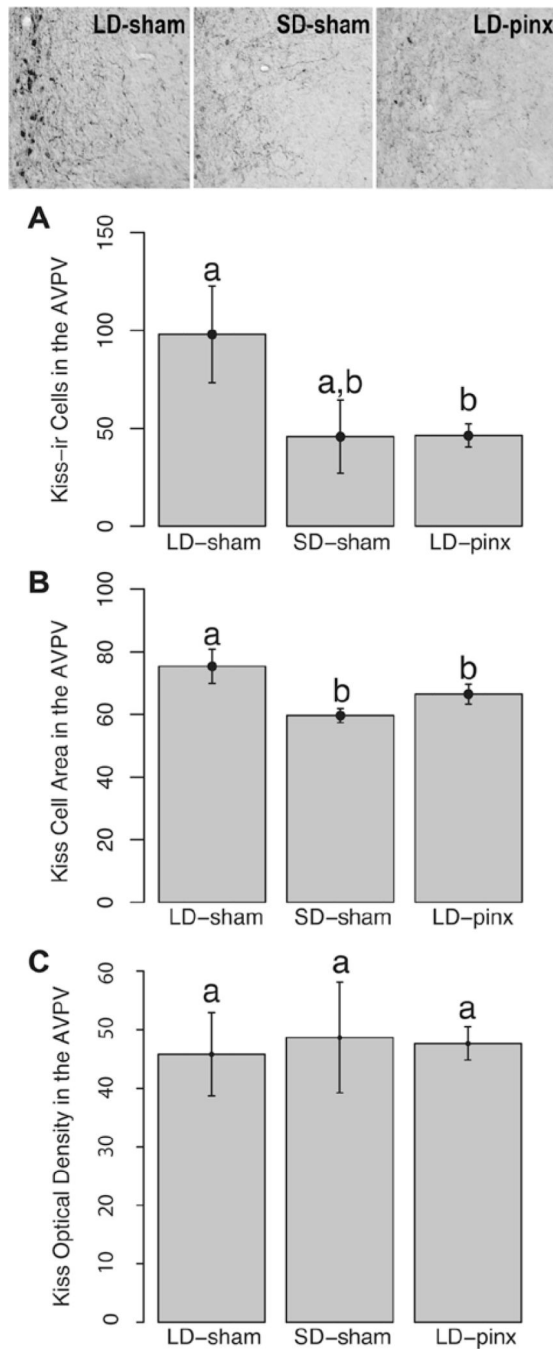 LD-sham SD-sham LD-pinx
A
Kiss−ir Cells in the AVPV
150
100
50
0
a
a,b
b
LD−sham SD−sham LD−pinx
B
Kiss Cell Area in the AVPV
100
80
60
40
20
0
a
b
b
LD−sham SD−sham LD−pinx
C
Kiss Optical Density in the AVPV
60
50
40
30
20
10
0
a
a
a
LD−sham SD−sham LD−pinx